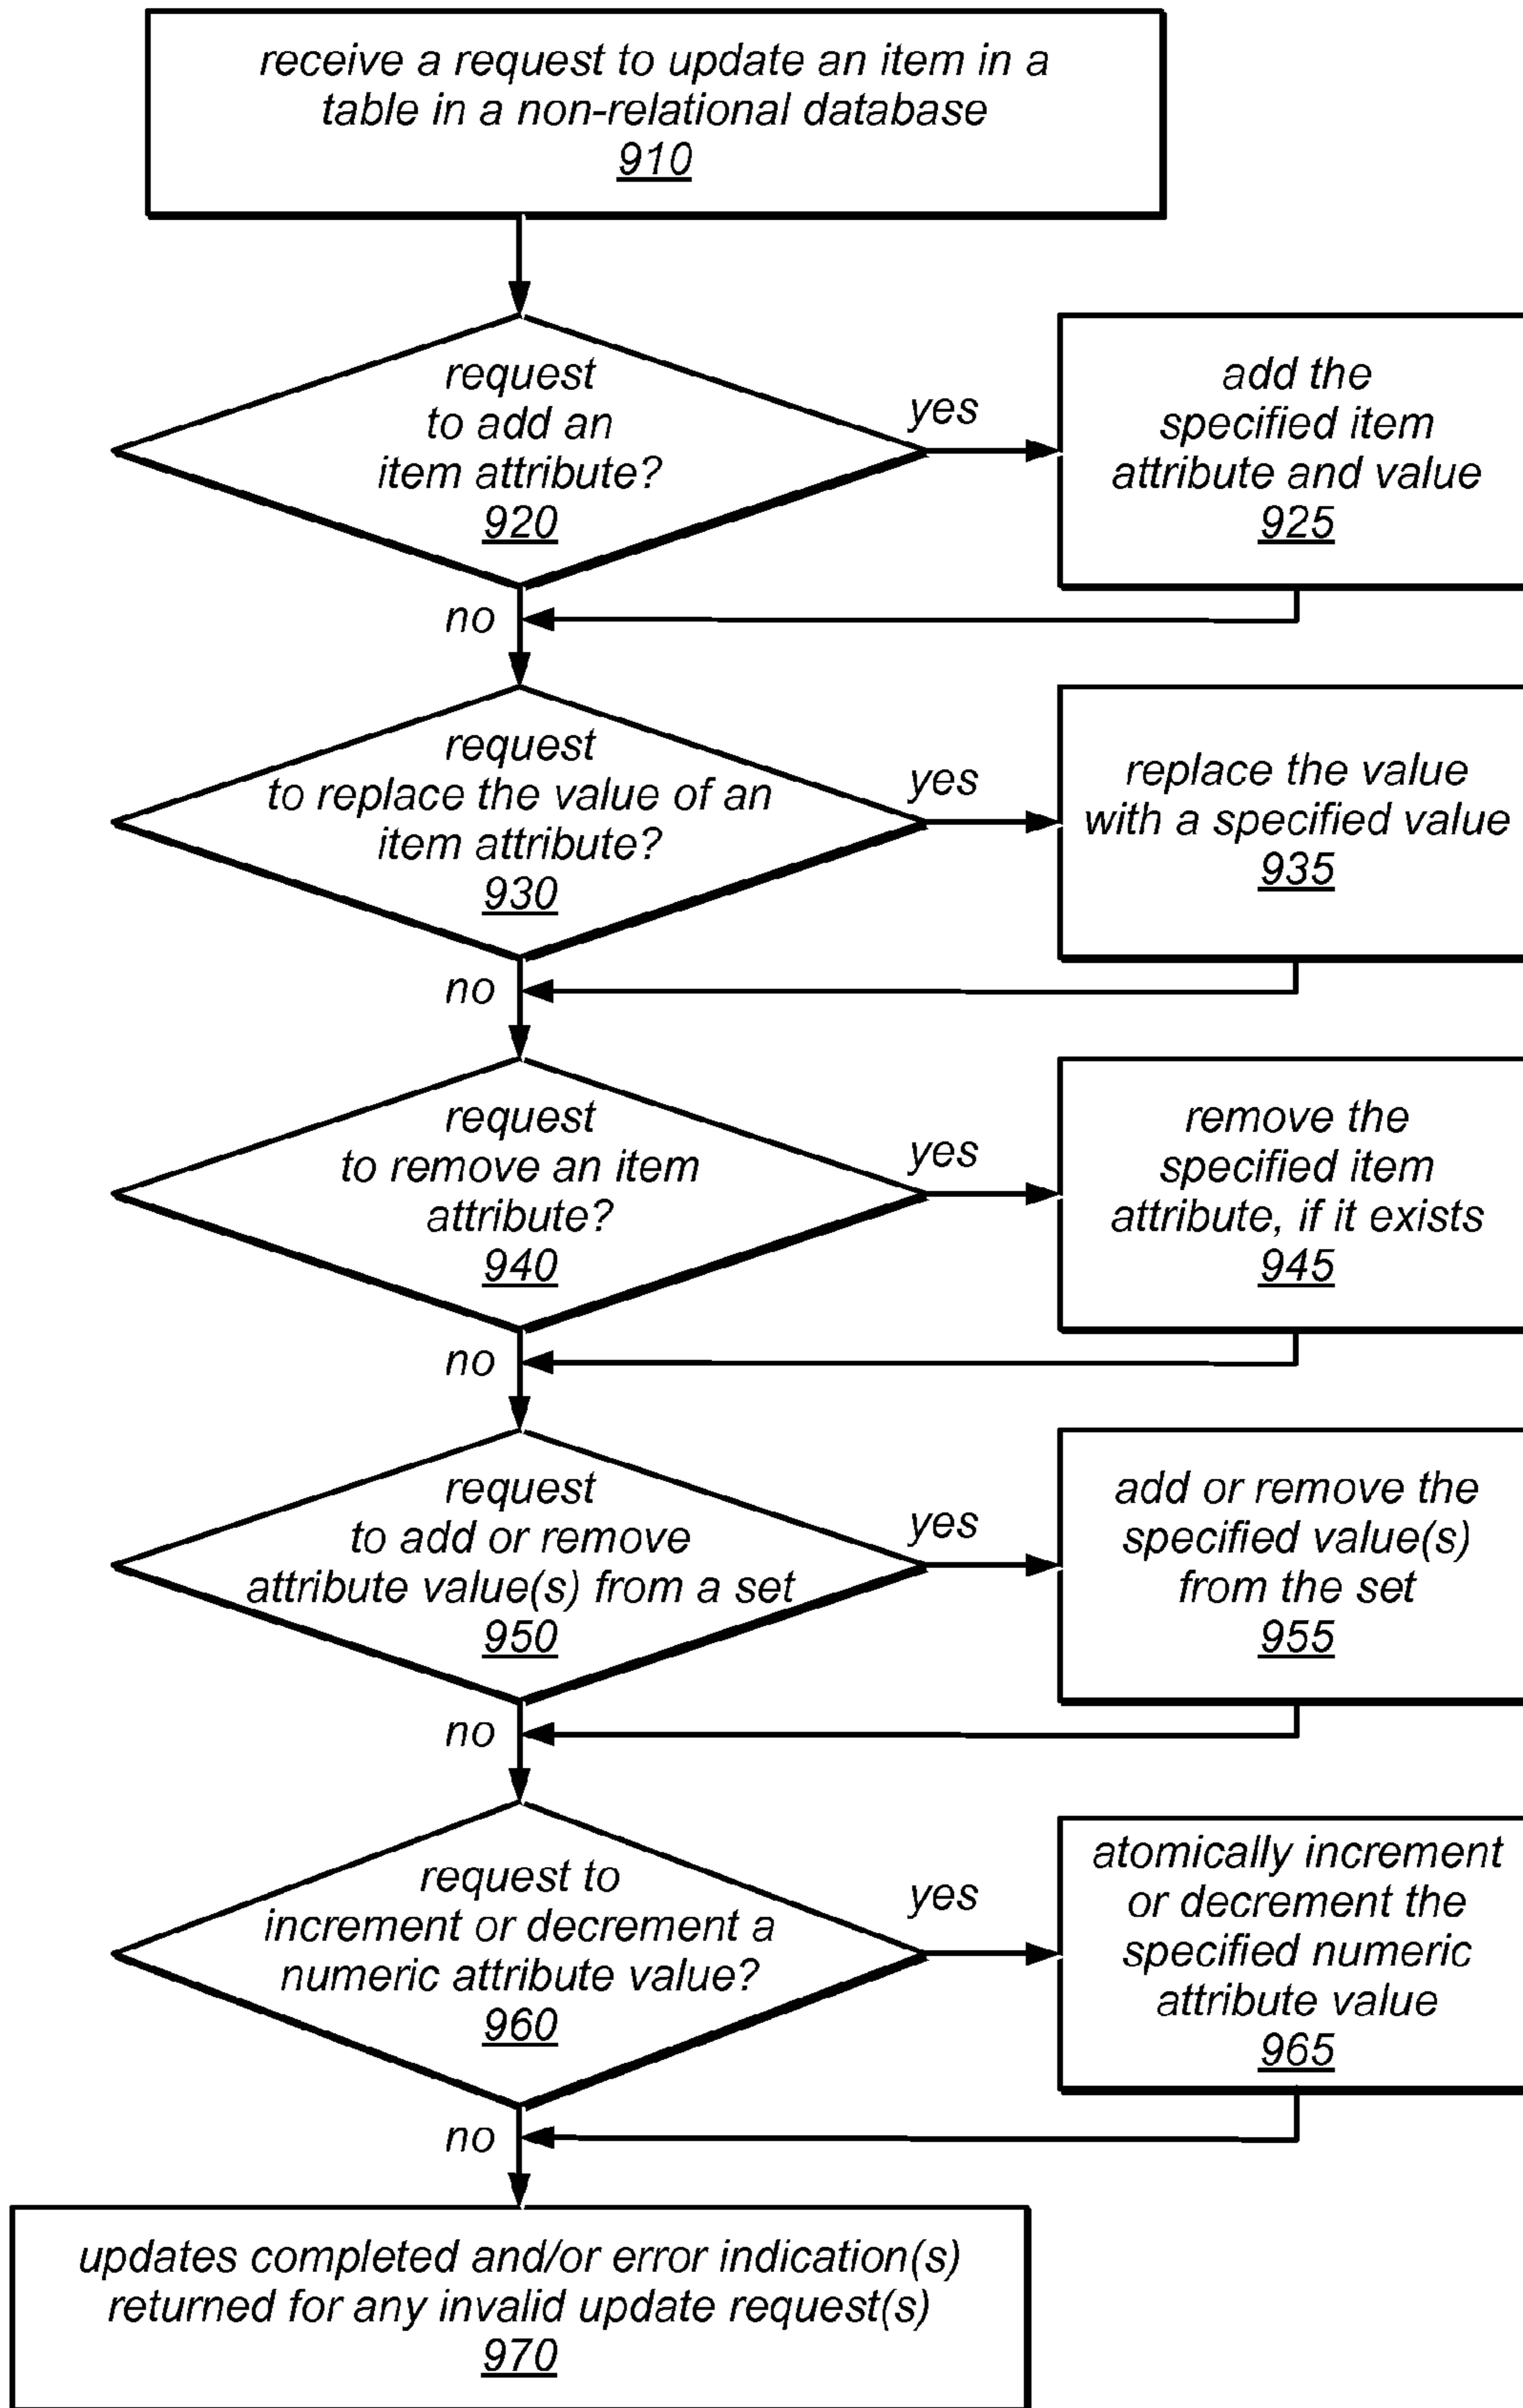 receive a request to update an item in a
table in a non-relational database
910
request
to add an
item attribute?
920
yes
add the
specified item
attribute and value
925
no
request
to replace the value of an
item attribute?
930
yes
replace the value
with a specified value
935
no
request
to remove an item
attribute?
940
yes
remove the
specified item
attribute, if it exists
945
no
request
to add or remove
attribute value(s) from a set
950
yes
add or remove the
specified value(s)
from the set
955
no
request to
increment or decrement a
numeric attribute value?
960
yes
atomically increment
or decrement the
specified numeric
attribute value
965
no
updates completed and/or error indication(s)
returned for any invalid update request(s)
970